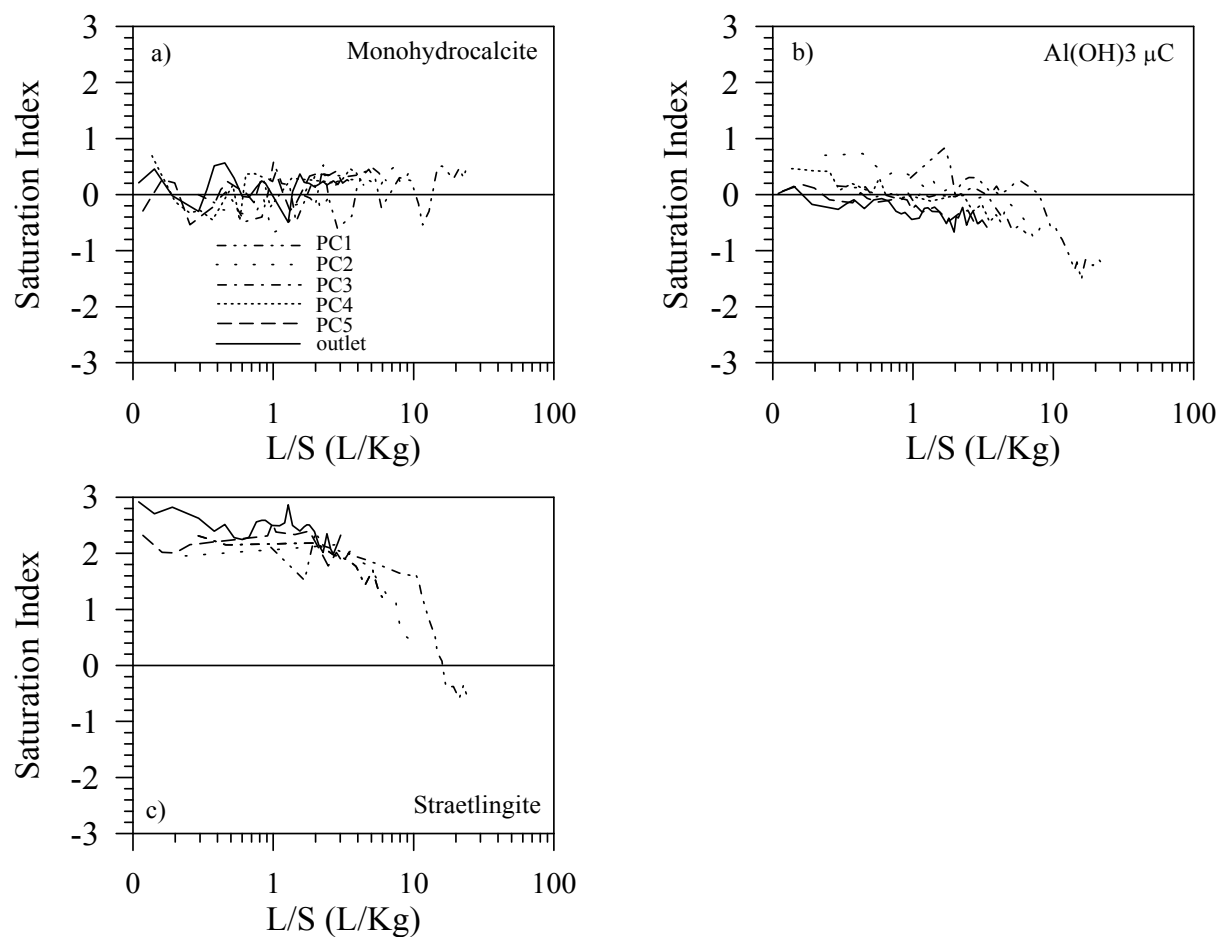 3
2
1
0
-1
-2
-3
Saturation Index
a)
Monohydrocalcite
PC1
PC2
PC3
PC4
PC5
outlet
0
1
10
100
L/S (L/Kg)
3
2
1
0
-1
-2
-3
Saturation Index
b)
Al(OH)3 µC
0
1
10
100
L/S (L/Kg)
3
2
1
0
-1
-2
-3
Saturation Index
c)
Straetlingite
0
1
10
100
L/S (L/Kg)